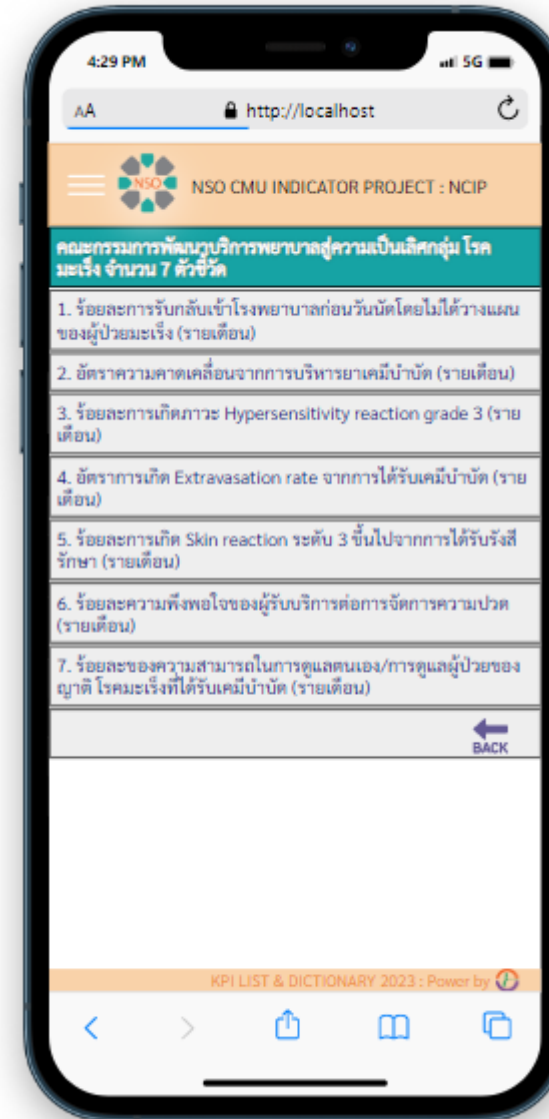 4:29 PM
5G
AA
http://localhost
NSO
NSO CMU INDICATOR PROJECT : NCIP
คณะกรรมการพัฒนาบริการพยาบาลสู่ความเป็นเลิศกลุ่ม โรค
มะเร็ง จำนวน 7 ตัวชี้วัด
1. ร้อยละการรับกลับเข้าโรงพยาบาลก่อนวันนัดโดยไม่ได้วางแผน
ของผู้ป่วยมะเร็ง (รายเดือน)
2. อัตราความคาดเคลื่อนจากการบริหารยาเคมีบำบัด (รายเดือน)
3. ร้อยละการเกิดภาวะ Hypersensitivity reaction grade 3 (ราย
เดือน)
4. อัตราการเกิด Extravasation rate จากการได้รับเคมีบำบัด (ราย
เดือน)
5. ร้อยละการเกิด Skin reaction ระดับ 3 ขึ้นไปจากการได้รับรังสี
รักษา (รายเดือน)
6. ร้อยละความพึงพอใจของผู้รับบริการต่อการจัดการความปวด
(รายเดือน)
7. ร้อยละของความสามารถในการดูแลตนเอง/การดูแลผู้ป่วยของ
ญาติ โรคมะเร็งที่ได้รับเคมีบำบัด (รายเดือน)
BACK
KPI LIST & DICTIONARY 2023 : Power by